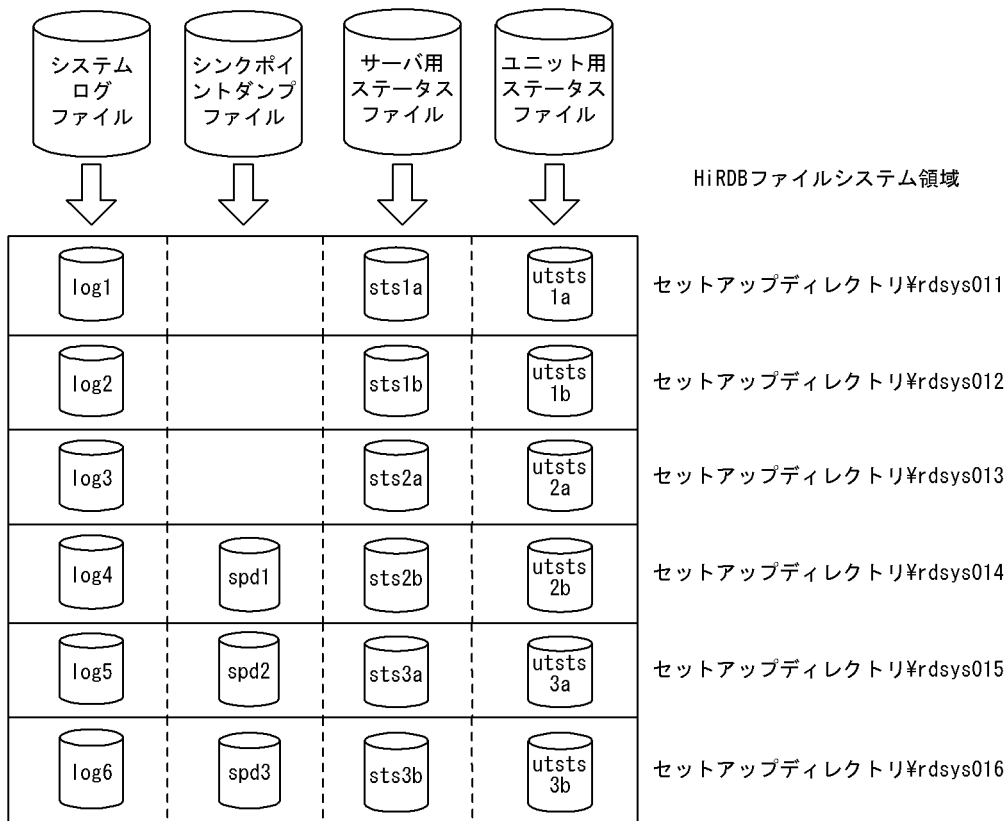 システム
ログ
ファイル
シンクポイ
ントダンプ
ファイル
サーバ用
ステータス
ファイル
ユニット用
ステータス
ファイル
HiRDBファイルシステム領域
log1
sts1a
utsts
1a
セットアップディレクトリ¥rdsys011
log2
sts1b
utsts
1b
セットアップディレクトリ¥rdsys012
log3
sts2a
utsts
2a
セットアップディレクトリ¥rdsys013
log4
spd1
sts2b
utsts
2b
セットアップディレクトリ¥rdsys014
log5
spd2
sts3a
utsts
3a
セットアップディレクトリ¥rdsys015
log6
spd3
sts3b
utsts
3b
セットアップディレクトリ¥rdsys016